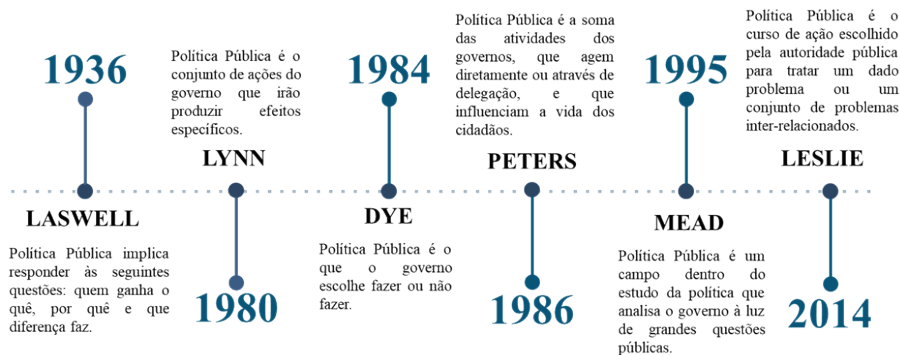 1936
LASWELL
Política Pública implica
responder às seguintes
questões: quem ganha o
quê, por quê e que
diferença faz.
Política Pública é o
conjunto de ações do
governo que irão
produzir efeitos
específicos.
LYNN
1980
1984
DYE
Política Pública é o
que o governo
escolhe fazer ou não
fazer.
Política Pública é a soma
das atividades dos
governos, que agem
diretamente ou através de
delegação, e que
influenciam a vida dos
cidadãos.
PETERS
1986
1995
MEAD
Política Pública é um
campo dentro do
estudo da política que
analisa o governo à luz
de grandes questões
públicas.
Política Pública é o
curso de ação escolhido
pela autoridade pública
para tratar um dado
problema ou um
conjunto de problemas
inter-relacionados.
LESLIE
2014